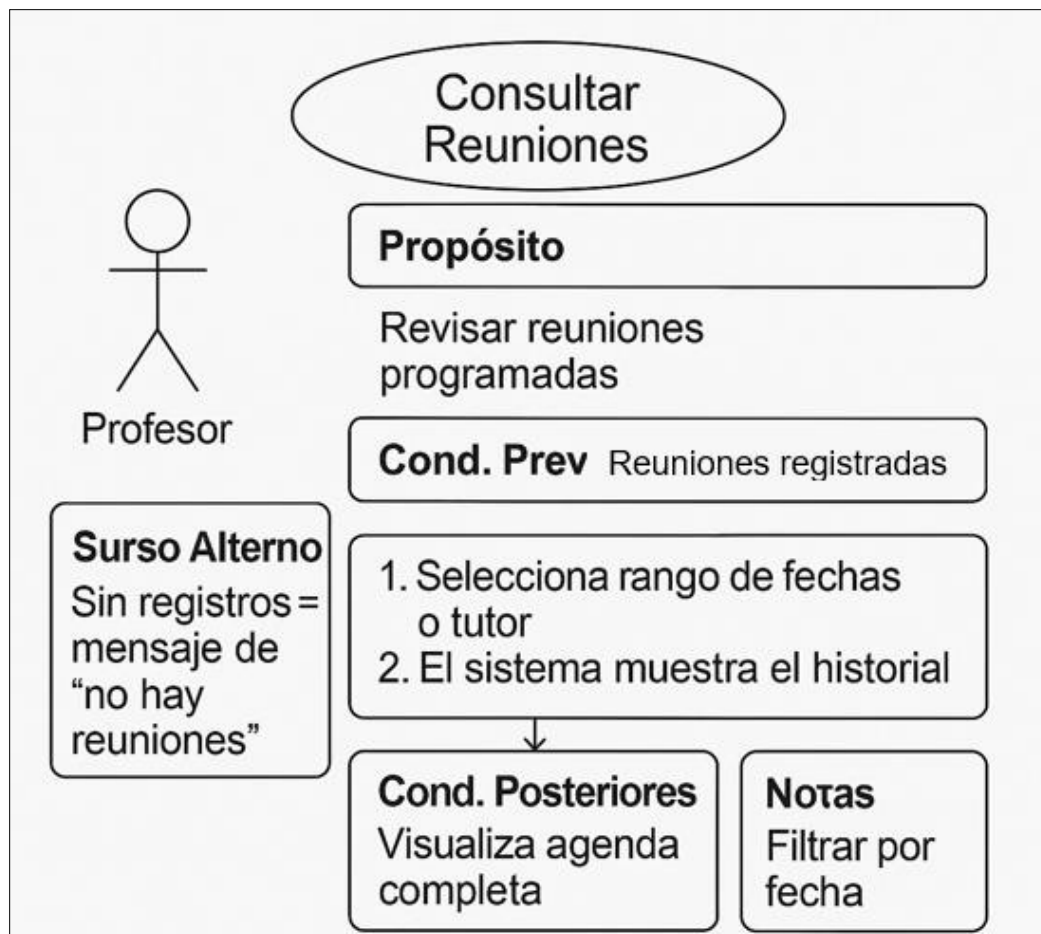 Consultar
Reuniones
Propósito
Revisar reuniones
programadas
Profesor
Cond. Prev Reuniones registradas
Surso Alterno
Sin registros =
mensaje de
“no hay
reuniones”
1. Selecciona rango de fechas
o tutor
2. El sistema muestra el historial
Cond. Posteriores
Visualiza agenda
completa
Noτas
Filtrar por
fecha